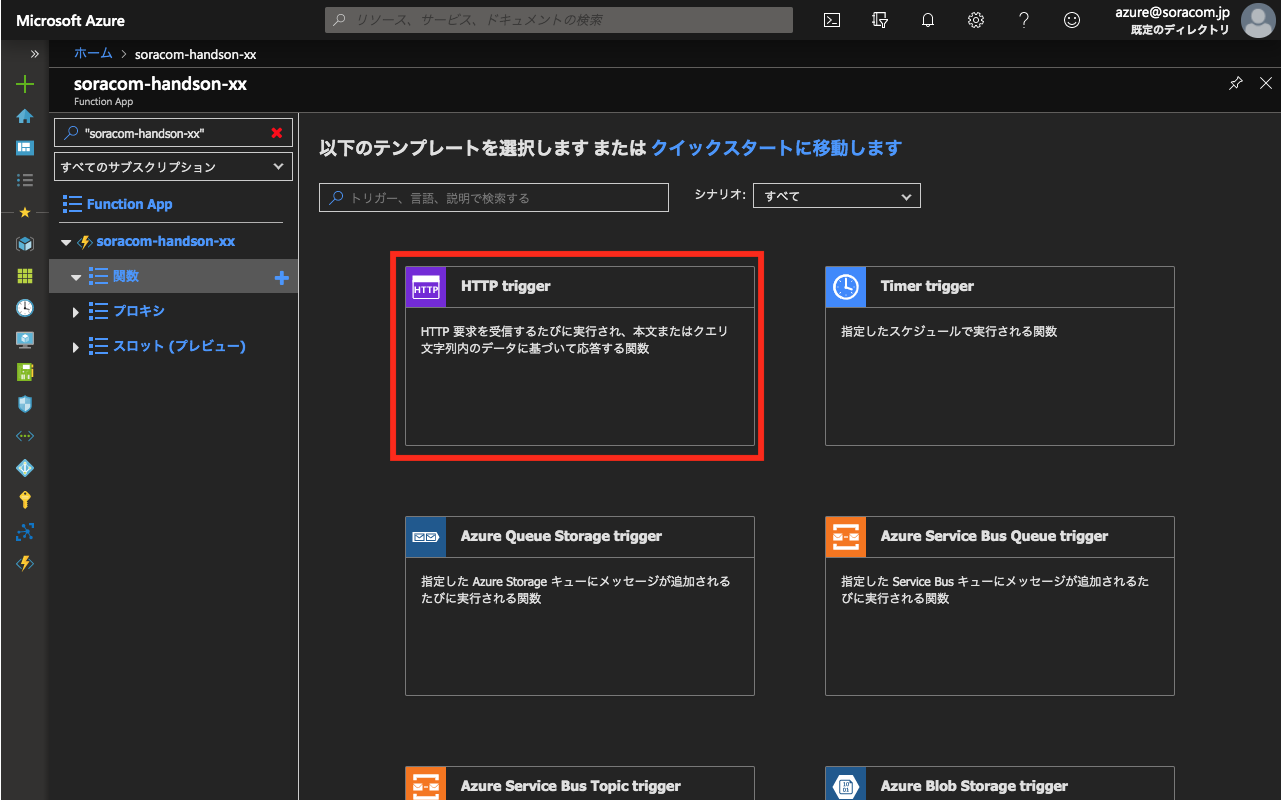 Microsoft Azure
リソース、サービス、ドキュメントの検索
azure@soracom.jp
既定のディレクトリ
ホーム > soracom-handson-xx
soracom-handson-xx
Function App
"soracom-handson-xx"
すべてのサブスクリプション
Function App
soracom-handson-xx
関数
プロキシ
スロット (プレビュー)
以下のテンプレートを選択します または クイックスタートに移動します
トリガー、言語、説明で検索する
シナリオ: すべて
HTTP
HTTP trigger
HTTP 要求を受信するたびに実行され、本文またはクエリ
文字列内のデータに基づいて応答する関数
Timer trigger
指定したスケジュールで実行される関数
Azure Queue Storage trigger
指定した Azure Storage キューにメッセージが追加される
たびに実行される関数
Azure Service Bus Queue trigger
指定した Service Bus キューにメッセージが追加されるた
びに実行される関数
Azure Service Bus Topic trigger
10
01
Azure Blob Storage trigger